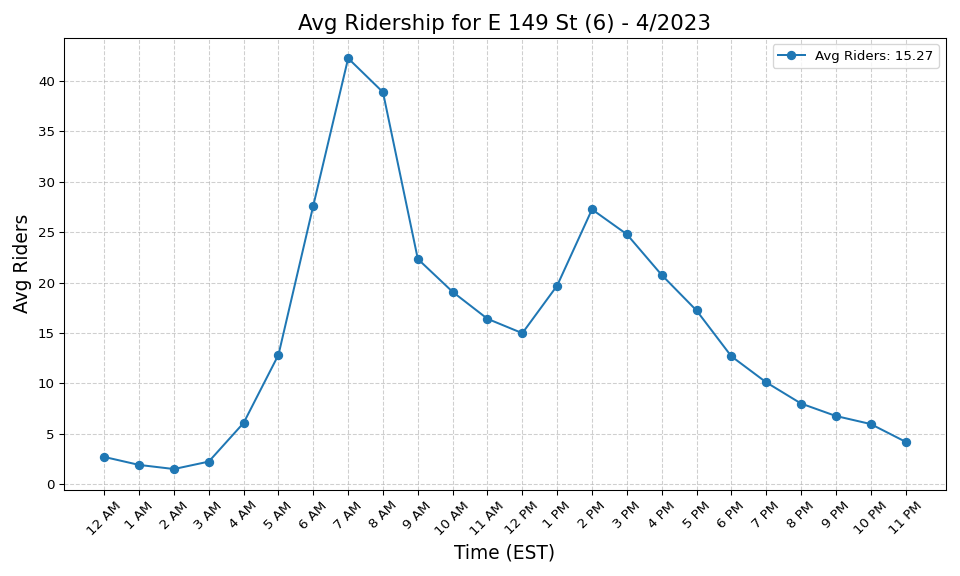 Avg Ridership for E 149 St (6) - 4/2023
Avg Riders: 15.27
Avg Riders
40
35
30
25
20
15
10
5
0
12 AM
1 AM
2 AM
3 AM
4 AM
5 AM
6 AM
7 AM
8 AM
9 AM
10 AM
11 AM
12 PM
1 PM
2 PM
3 PM
4 PM
5 PM
6 PM
7 PM
8 PM
9 PM
10 PM
11 PM
Time (EST)